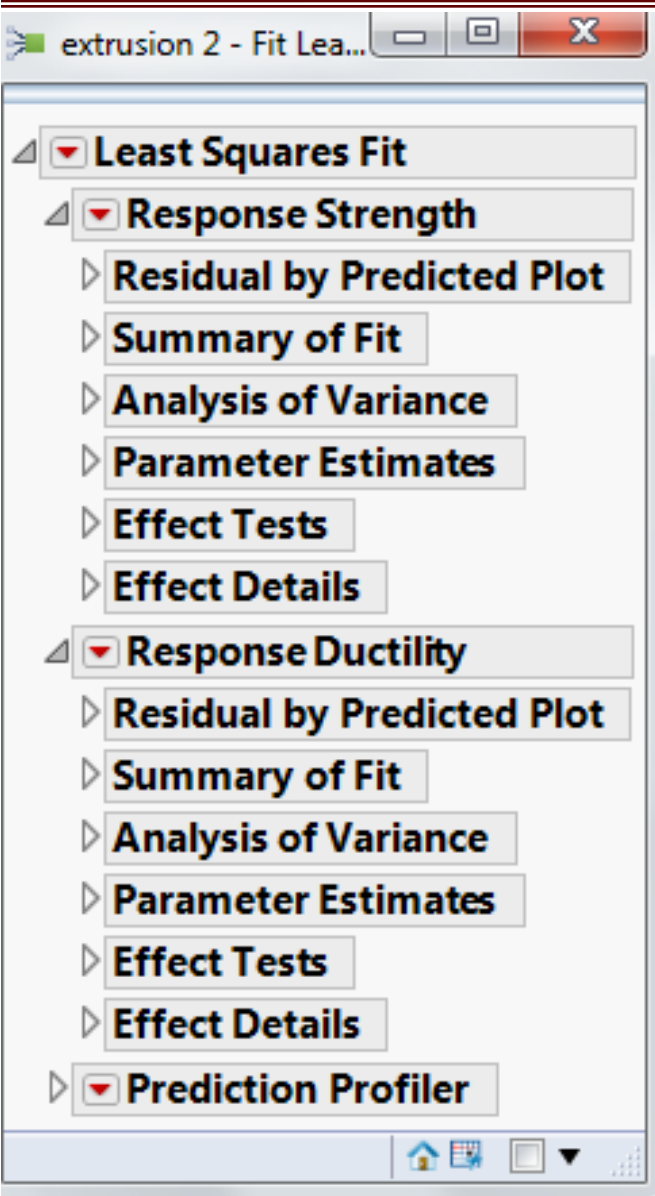 extrusion 2 - Fit Lea...
Least Squares Fit
Response Strength
Residual by Predicted Plot
Summary of Fit
Analysis of Variance
Parameter Estimates
Effect Tests
Effect Details
Response Ductility
Residual by Predicted Plot
Summary of Fit
Analysis of Variance
Parameter Estimates
Effect Tests
Effect Details
Prediction Profiler